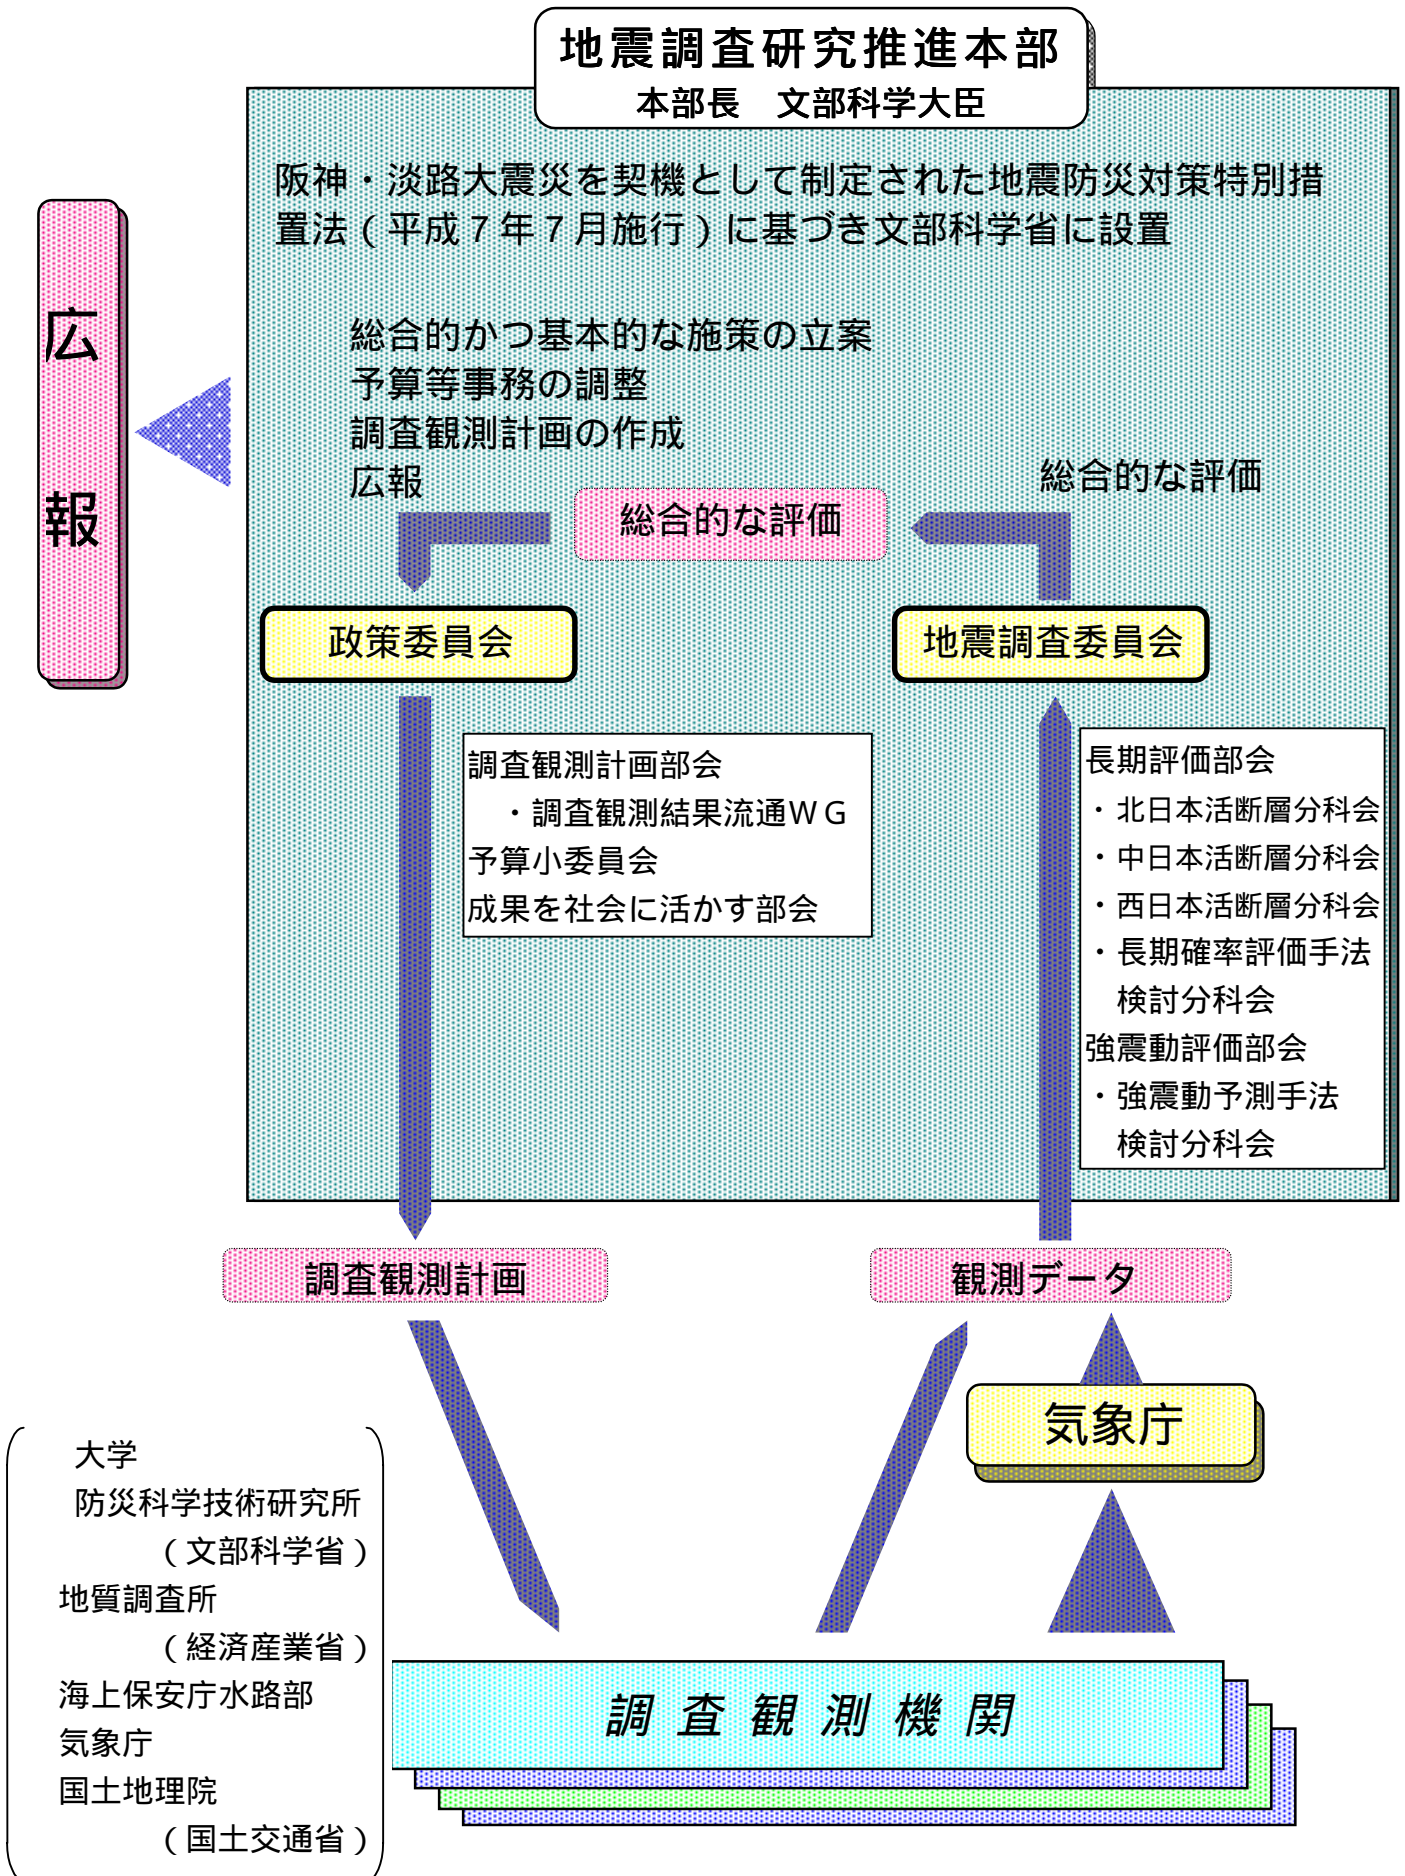 地震調査研究推進本部
本部長　文部科学大臣
阪神・淡路大震災を契機として制定された地震防災対策特別措
置法（平成７年７月施行）に基づき文部科学省に設置
総合的かつ基本的な施策の立案
予算等事務の調整
調査観測計画の作成
広報
総合的な評価
総合的な評価
広報
政策委員会
地震調査委員会
調査観測計画部会
・調査観測結果流通ＷＧ
予算小委員会
成果を社会に活かす部会
長期評価部会
・北日本活断層分科会
・中日本活断層分科会
・西日本活断層分科会
・長期確率評価手法
検討分科会
強震動評価部会
・強震動予測手法
検討分科会
調査観測計画
観測データ
気象庁
大学
防災科学技術研究所
（文部科学省）
地質調査所
（経済産業省）
海上保安庁水路部
気象庁
国土地理院
（国土交通省）
調査観測機関